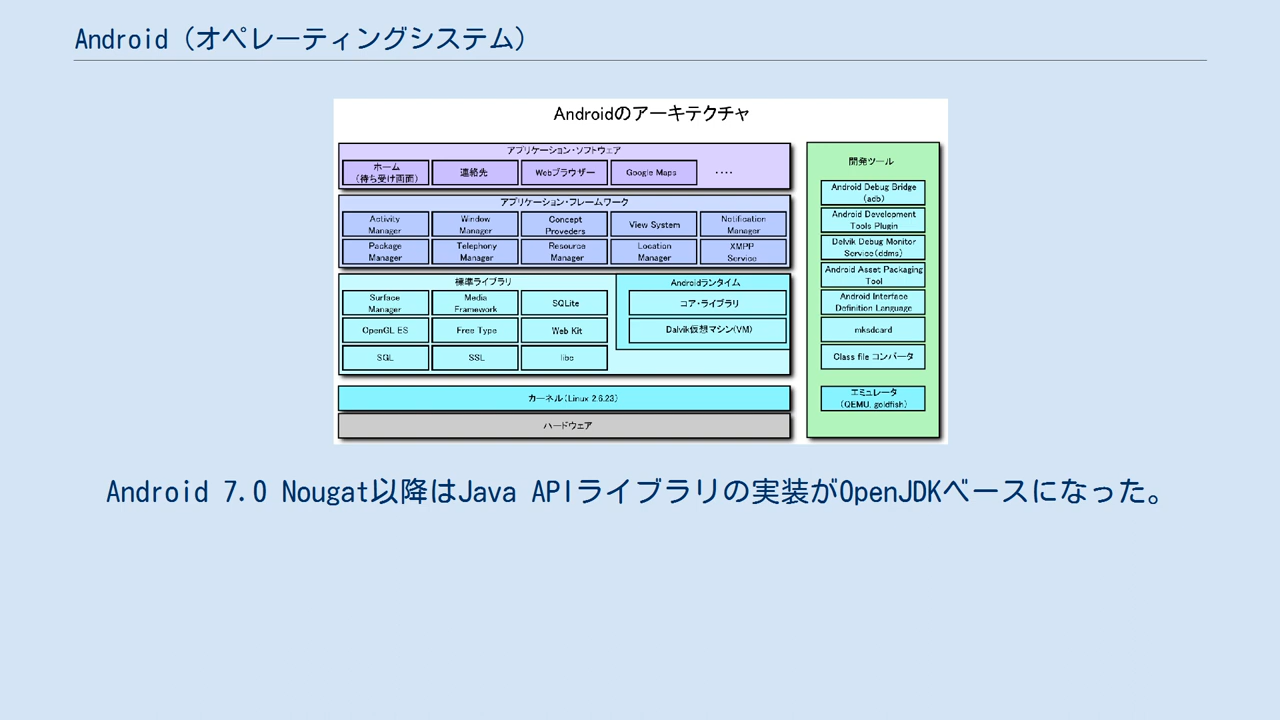 Android（オペレーティングシステム）
Androidのアーキテクチャ
アプリケーション・ソフトウェア
ホーム
（待ち受け画面）
連絡先
Webブラウザー
Google Maps
････
アプリケーション・フレームワーク
Activity
Manager
Window
Manager
Concept
Proveders
View System
Notification
Manager
Package
Manager
Telephony
Manager
Resource
Manager
Location
Manager
XMPP
Service
標準ライブラリ
Surface
Manager
Media
Framework
SQLite
OpenGL ES
Free Type
Web Kit
SGL
SSL
libc
Androidランタイム
コア・ライブラリ
Dalvik仮想マシン(VM)
カーネル(Linux 2.6.23)
ハードウェア
開発ツール
Android Debug Bridge
(adb)
Android Development
Tools Plugin
Delvik Debug Monitor
Service(ddms)
Android Asset Packaging
Tool
Android Interface
Definition Language
mksdcard
Class file コンバータ
エミュレータ
(QEMU, goldfish)
Android 7.0 Nougat以降はJava APIライブラリの実装がOpenJDKベースになった。